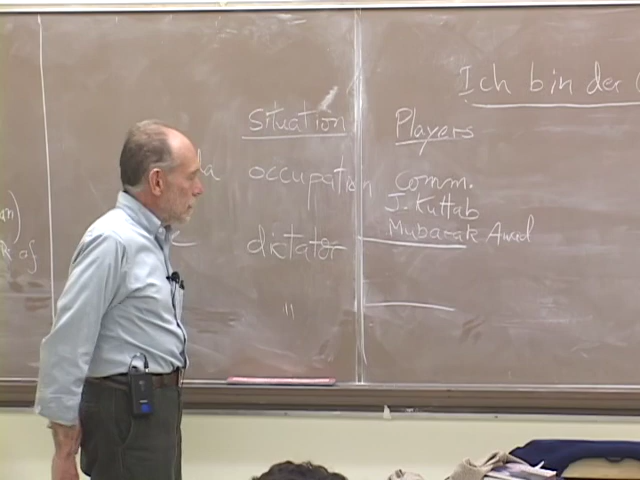 Ich bin der
Situation Players
occupation comm.
J. Kuttab
dictator Mubarak Awad
"